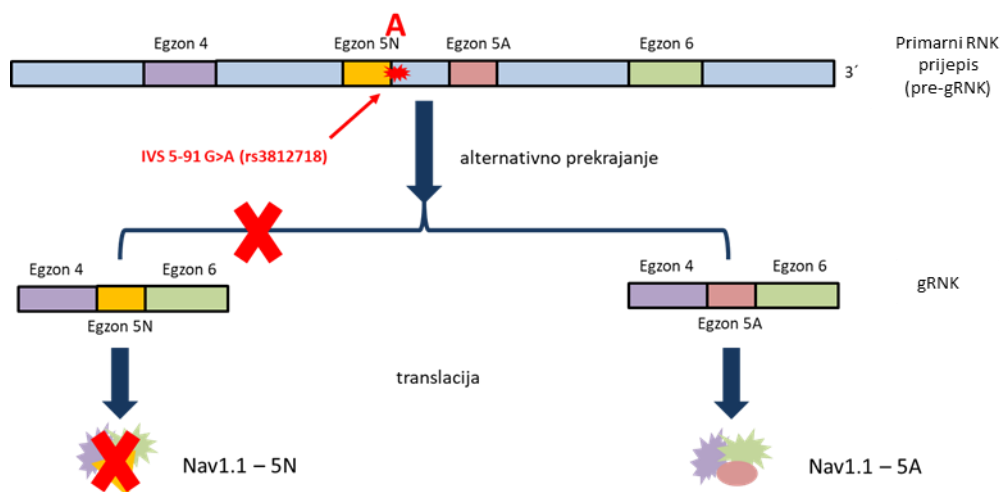 A
Egzon 4
Egzon 5N
Egzon 5A
Egzon 6
Primarni RNK
prijepis
(pre-gRNK)
3´
IVS 5-91 G>A (rs3812718)
alternativno prekrajanje
Egzon 4
Egzon 6
Egzon 5N
Egzon 4
Egzon 6
Egzon 5A
gRNK
translacija
Nav1.1 – 5N
Nav1.1 – 5A